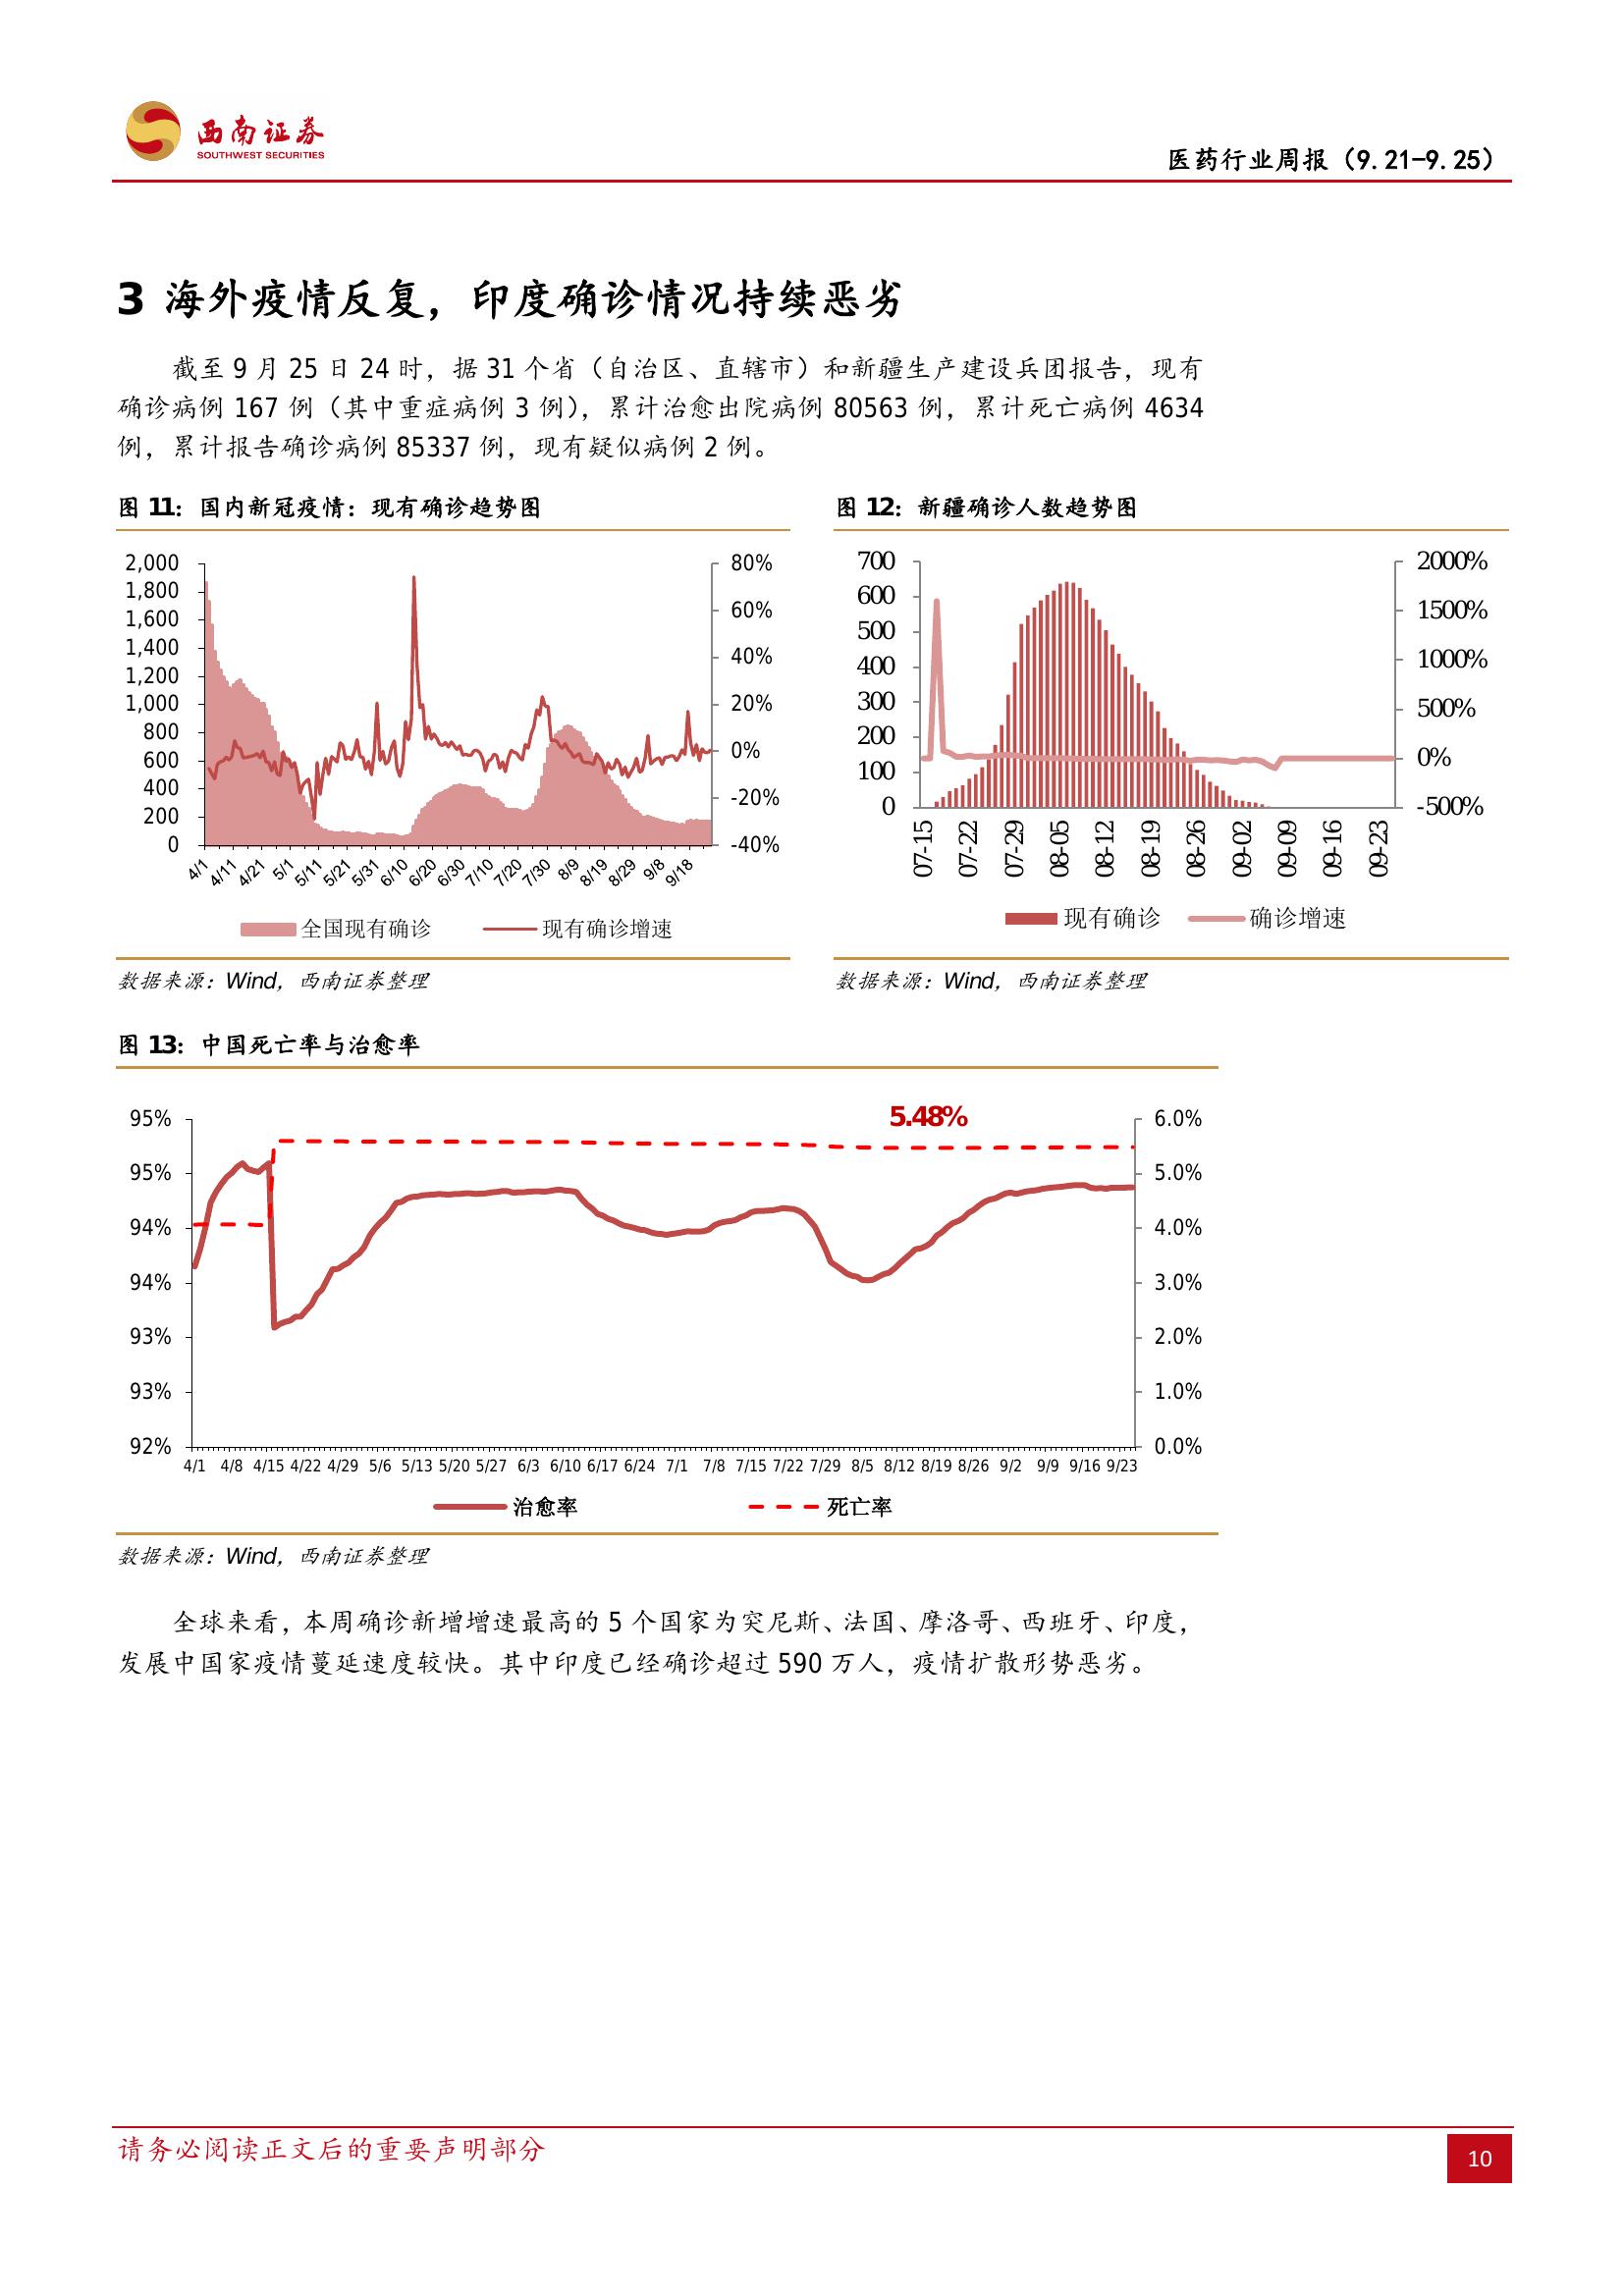 西南证券
SOUTHWEST SECURITIES
医药行业周报（9.21-9.25）
3 海外疫情反复，印度确诊情况持续恶劣
截至 9 月 25 日 24 时，据 31 个省（自治区、直辖市）和新疆生产建设兵团报告，现有
确诊病例 167 例（其中重症病例 3 例），累计治愈出院病例 80563 例，累计死亡病例 4634
例，累计报告确诊病例 85337 例，现有疑似病例 2 例。
图 11：国内新冠疫情：现有确诊趋势图
2,000
1,800
1,600
1,400
1,200
1,000
800
600
400
200
0
80%
60%
40%
20%
0%
-20%
-40%
4/1 4/11 4/21 5/1 5/11 5/21 5/31 6/10 6/20 6/30 7/10 7/20 7/30 8/9 8/19 8/29 9/8 9/18
全国现有确诊 现有确诊增速
数据来源：Wind，西南证券整理
图 12：新疆确诊人数趋势图
700
600
500
400
300
200
100
0
2000%
1500%
1000%
500%
0%
-500%
07-15 07-22 07-29 08-05 08-12 08-19 08-26 09-02 09-09 09-16 09-23
现有确诊 确诊增速
数据来源：Wind，西南证券整理
图 13：中国死亡率与治愈率
5.48%
95%
95%
94%
94%
93%
93%
92%
6.0%
5.0%
4.0%
3.0%
2.0%
1.0%
0.0%
4/1 4/8 4/15 4/22 4/29 5/6 5/13 5/20 5/27 6/3 6/10 6/17 6/24 7/1 7/8 7/15 7/22 7/29 8/5 8/12 8/19 8/26 9/2 9/9 9/16 9/23
治愈率 死亡率
数据来源：Wind，西南证券整理
全球来看，本周确诊新增增速最高的 5 个国家为突尼斯、法国、摩洛哥、西班牙、印度，
发展中国家疫情蔓延速度较快。其中印度已经确诊超过 590 万人，疫情扩散形势恶劣。
请务必阅读正文后的重要声明部分
10